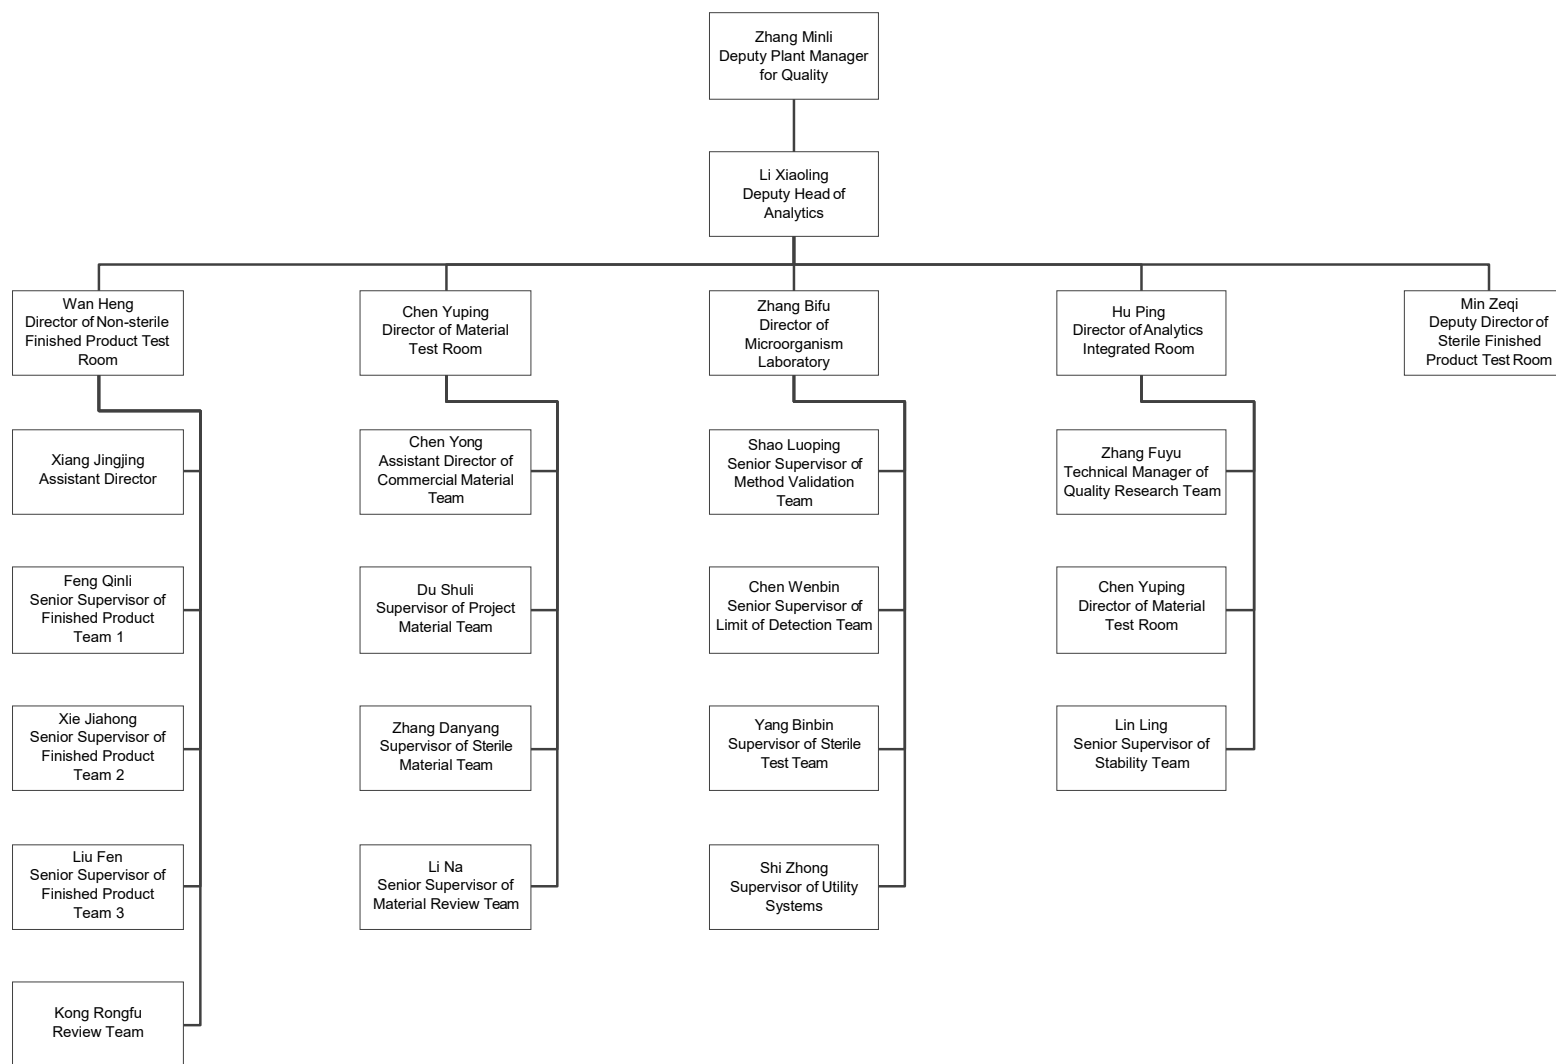 Zhang Minli
Deputy Plant Manager
for Quality
Li Xiaoling
Deputy Head of
Analytics
Wan Heng
Director of Non-sterile
Finished Product Test
Room
Chen Yuping
Director of Material
Test Room
Zhang Bifu
Director of
Microorganism
Laboratory
Hu Ping
Director of Analytics
Integrated Room
Min Zeqi
Deputy Director of
Sterile Finished
Product Test Room
Xiang Jingjing
Assistant Director
Chen Yong
Assistant Director of
Commercial Material
Team
Shao Luoping
Senior Supervisor of
Method Validation
Team
Zhang Fuyu
Technical Manager of
Quality Research Team
Feng Qinli
Senior Supervisor of
Finished Product
Team 1
Du Shuli
Supervisor of Project
Material Team
Chen Wenbin
Senior Supervisor of
Limit of Detection Team
Chen Yuping
Director of Material
Test Room
Xie Jiahong
Senior Supervisor of
Finished Product
Team 2
Zhang Danyang
Supervisor of Sterile
Material Team
Yang Binbin
Supervisor of Sterile
Test Team
Lin Ling
Senior Supervisor of
Stability Team
Liu Fen
Senior Supervisor of
Finished Product
Team 3
Li Na
Senior Supervisor of
Material Review Team
Shi Zhong
Supervisor of Utility
Systems
Kong Rongfu
Review Team